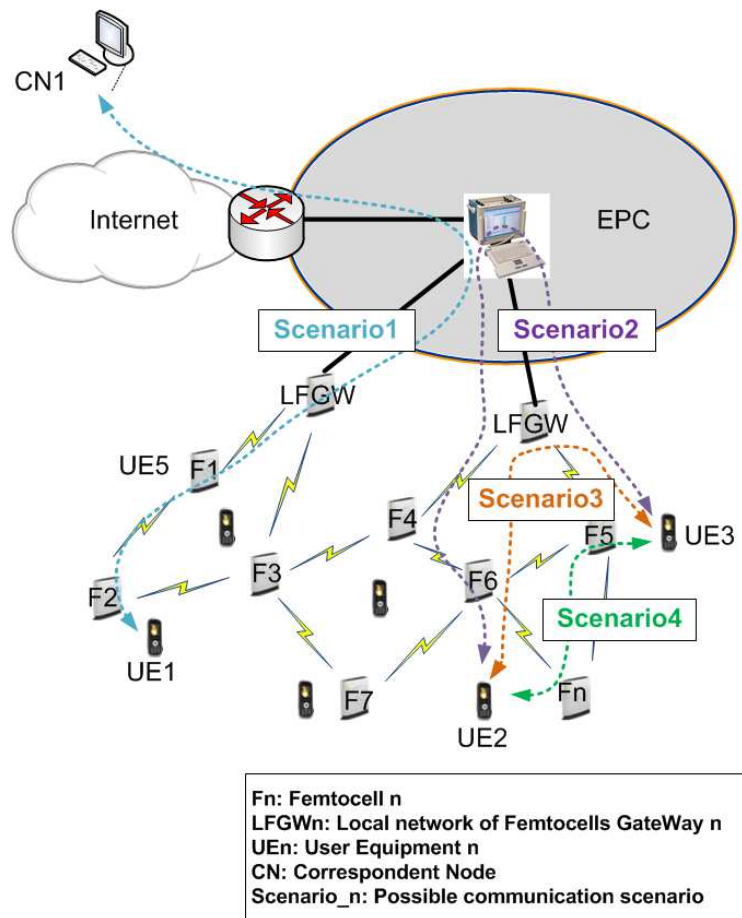 CN1
Internet
EPC
Scenario1
Scenario2
LFGW
LFGW
UE5
F1
Scenario3
F4
F5
UE3
F2
F3
F6
Scenario4
UE1
F7
Fn
UE2
Fn: Femtocell n
LFGWn: Local network of Femtocells GateWay n
UEn: User Equipment n
CN: Correspondent Node
Scenario_n: Possible communication scenario